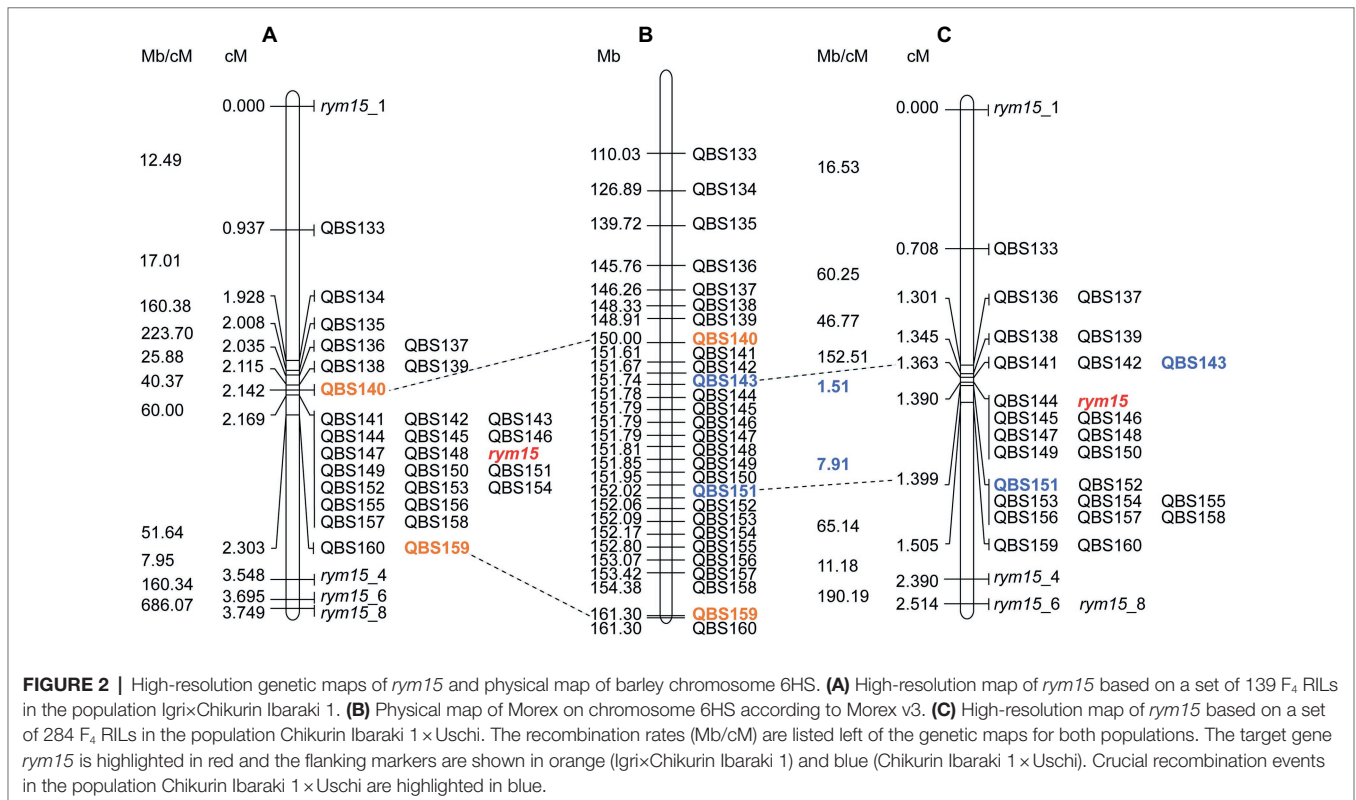 A
B
C
Mb/cM cM
Mb
Mb/cM cM
0.000 rym15_1
12.49
0.937 QBS133
17.01
1.928 QBS134
160.38
2.008 QBS135
223.70
2.035 QBS136 QBS137
25.88
2.115 QBS138 QBS139
40.37
2.142 QBS140
60.00
2.169 QBS141 QBS142 QBS143
QBS144 QBS145 QBS146
QBS147 QBS148 rym15
QBS149 QBS150 QBS151
QBS152 QBS153 QBS154
QBS155 QBS156
QBS157 QBS158
51.64
2.303 QBS160 QBS159
7.95
3.548 rym15_4
160.34
3.695 rym15_6
686.07
3.749 rym15_8
110.03 QBS133
126.89 QBS134
139.72 QBS135
145.76 QBS136
146.26 QBS137
148.33 QBS138
148.91 QBS139
150.00 QBS140
151.61 QBS141
151.67 QBS142
151.74 QBS143
151.78 QBS144
151.79 QBS145
151.79 QBS146
151.79 QBS147
151.81 QBS148
151.85 QBS149
151.95 QBS150
152.02 QBS151
152.06 QBS152
152.09 QBS153
152.17 QBS154
152.80 QBS155
153.07 QBS156
153.42 QBS157
154.38 QBS158
161.30 QBS159
161.30 QBS160
0.000 rym15_1
16.53
0.708 QBS133
60.25
1.301 QBS136 QBS137
46.77
1.345 QBS138 QBS139
152.51
1.363 QBS141 QBS142 QBS143
1.51
1.390 QBS144 rym15
QBS145 QBS146
QBS147 QBS148
QBS149 QBS150
7.91
1.399 QBS151 QBS152
QBS153 QBS154 QBS155
QBS156 QBS157 QBS158
65.14
1.505 QBS159 QBS160
11.18
2.390 rym15_4
190.19
2.514 rym15_6 rym15_8
FIGURE 2 | High-resolution genetic maps of rym15 and physical map of barley chromosome 6HS. (A) High-resolution map of rym15 based on a set of 139 F₄ RILs
in the population Igri×Chikurin Ibaraki 1. (B) Physical map of Morex on chromosome 6HS according to Morex v3. (C) High-resolution map of rym15 based on a set
of 284 F₄ RILs in the population Chikurin Ibaraki 1 × Uschi. The recombination rates (Mb/cM) are listed left of the genetic maps for both populations. The target gene
rym15 is highlighted in red and the flanking markers are shown in orange (Igri×Chikurin Ibaraki 1) and blue (Chikurin Ibaraki 1 × Uschi). Crucial recombination events
in the population Chikurin Ibaraki 1 × Uschi are highlighted in blue.